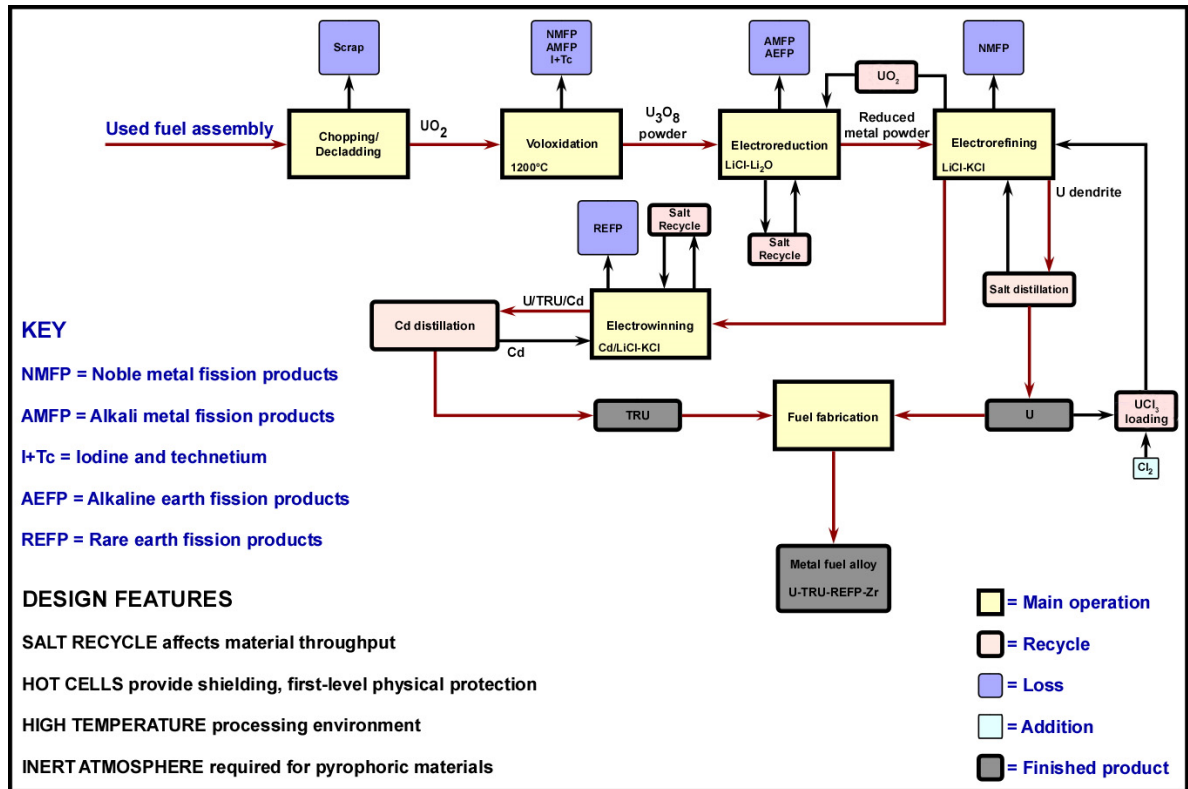 Scrap
NMFP
AMFP
I+Tc
AMFP
AEFP
NMFP
UO₂
Used fuel assembly
Chopping/
Decladding
UO₂
Voloxidation
1200°C
U₃O₈
powder
Electroreduction
LiCl-Li₂O
Reduced
metal powder
Electrorefining
LiCl-KCl
U dendrite
REFP
Salt
Recycle
Salt
Recycle
Salt distillation
U/TRU/Cd
Cd distillation
Cd
Electrowinning
Cd/LiCl-KCl
TRU
Fuel fabrication
U
UCl₃
loading
Cl₂
Metal fuel alloy
U-TRU-REFP-Zr
KEY
NMFP = Noble metal fission products
AMFP = Alkali metal fission products
I+Tc = Iodine and technetium
AEFP = Alkaline earth fission products
REFP = Rare earth fission products
DESIGN FEATURES
SALT RECYCLE affects material throughput
HOT CELLS provide shielding, first-level physical protection
HIGH TEMPERATURE processing environment
INERT ATMOSPHERE required for pyrophoric materials
= Main operation
= Recycle
= Loss
= Addition
= Finished product